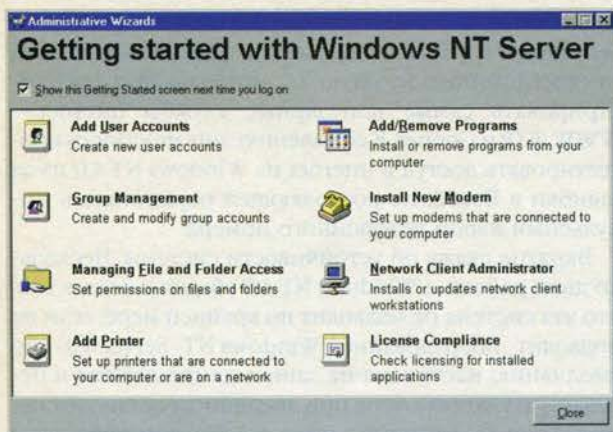 Administrative Wizards
Getting started with Windows NT Server
Show this Getting Started screen next time you log on
Add User Accounts
Create new user accounts
Group Management
Create and modify group accounts
Managing File and Folder Access
Set permissions on files and folders
Add Printer
Set up printers that are connected to
your computer or are on a network
Add/Remove Programs
Install or remove programs from your
computer
Install New Modem
Set up modems that are connected to
your computer
Network Client Administrator
Installs or updates network client
workstations
License Compliance
Check licensing for installed
applications
Close